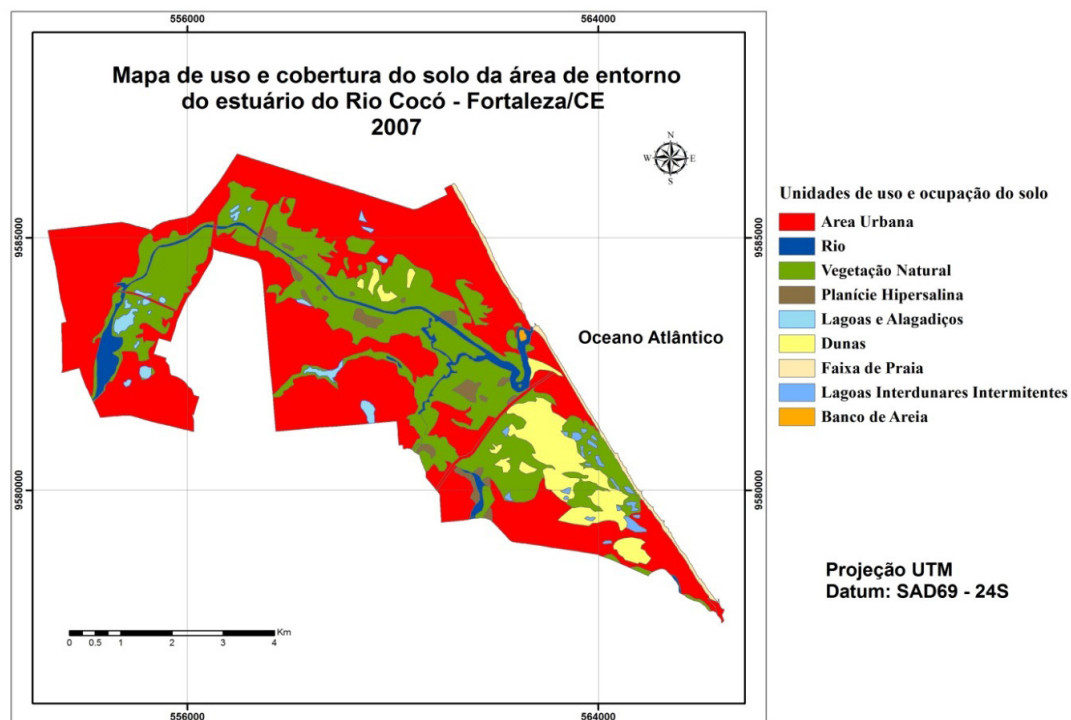 556000
564000
Mapa de uso e cobertura do solo da área de entorno
do estuário do Rio Cocó - Fortaleza/CE
2007
N
W E
S
Unidades de uso e ocupação do solo
Area Urbana
Rio
Vegetação Natural
Planície Hipersalina
Lagoas e Alagadiços
Dunas
Faixa de Praia
Lagoas Interdunares Intermitentes
Banco de Areia
9585000
9585000
Oceano Atlântico
9580000
9580000
Projeção UTM
Datum: SAD69 - 24S
Km
0 0.5 1 2 3 4
556000
564000